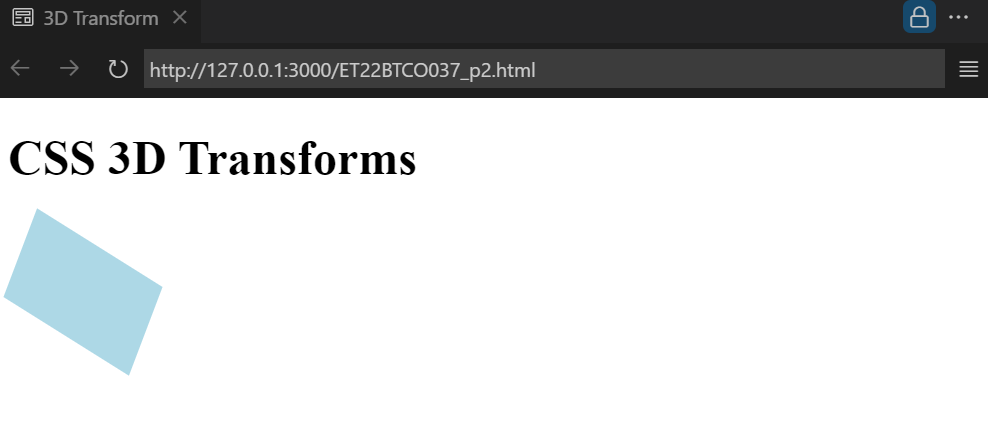 3D Transform
http://127.0.0.1:3000/ET22BTCO037_p2.html
CSS 3D Transforms